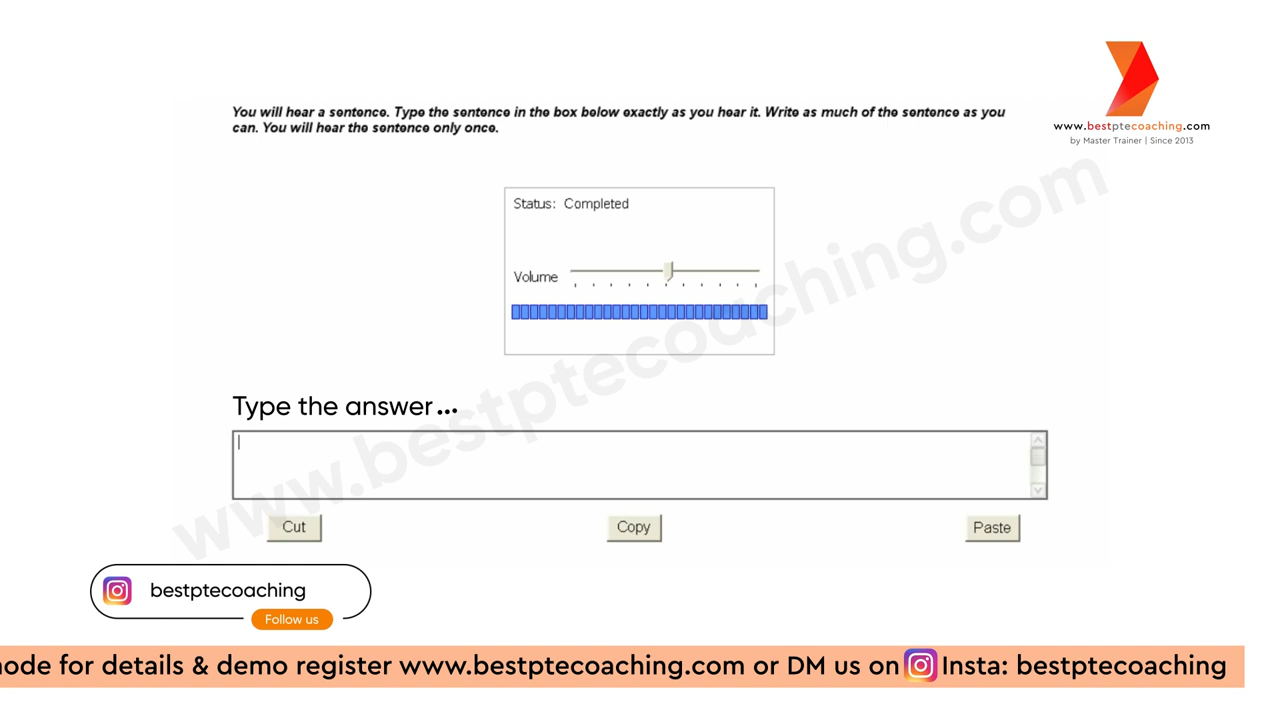 You will hear a sentence. Type the sentence in the box below exactly as you hear it. Write as much of the sentence as you
can. You will hear the sentence only once.
www.bestptecoaching.com
by Master Trainer | Since 2013
Status: Completed
Volume
www.bestptecoaching.com
Type the answer...
Cut Copy Paste
bestptecoaching
Follow us
for details & demo register www.bestptecoaching.com or DM us on Insta: bestptecoaching